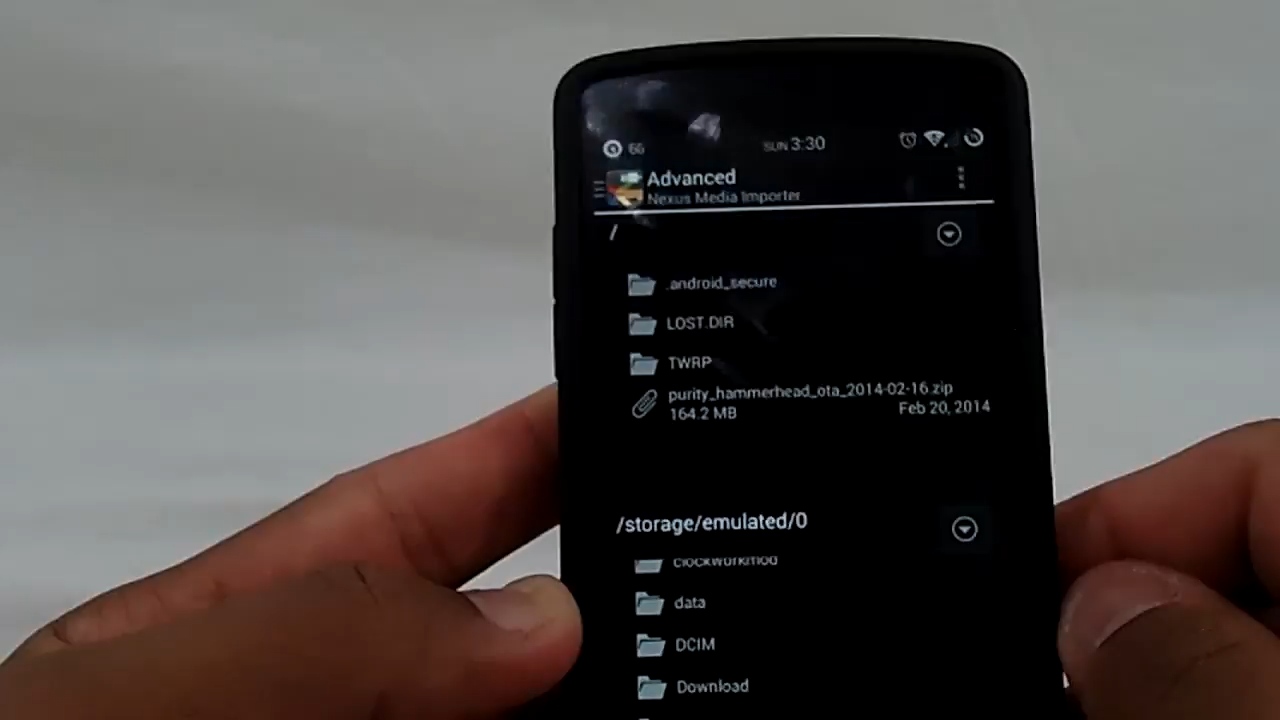 66 SUN 3:30
Advanced
Nexus Media Importer
/
.android_secure
LOST.DIR
TWRP
purity_hammerhead_ota_2014-02-16.zip
164.2 MB Feb 20, 2014
/storage/emulated/0
clockworkmod
data
DCIM
Download